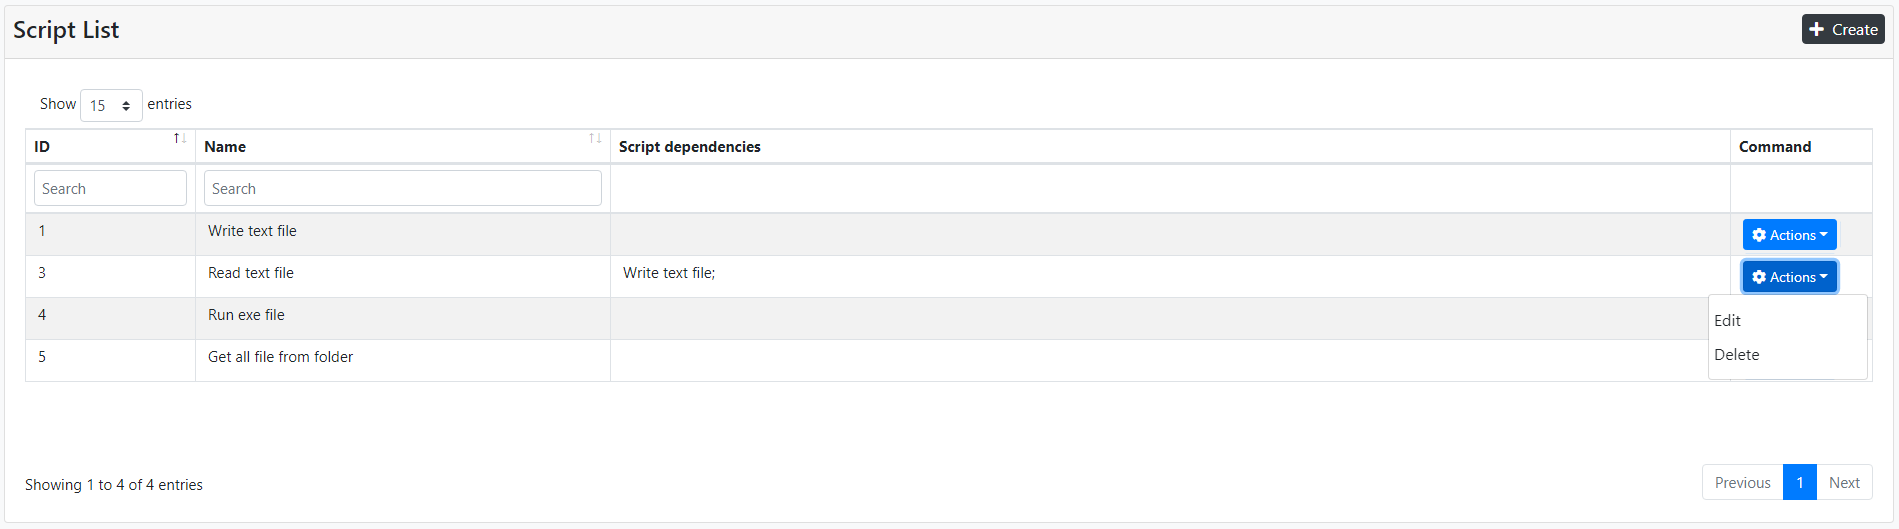 Script List
Create
Show 15 entries
ID Name Script dependencies Command
Search Search
1 Write text file Actions
3 Read text file Write text file; Actions
4 Run exe file
Edit
5 Get all file from folder
Delete
Showing 1 to 4 of 4 entries
Previous 1 Next